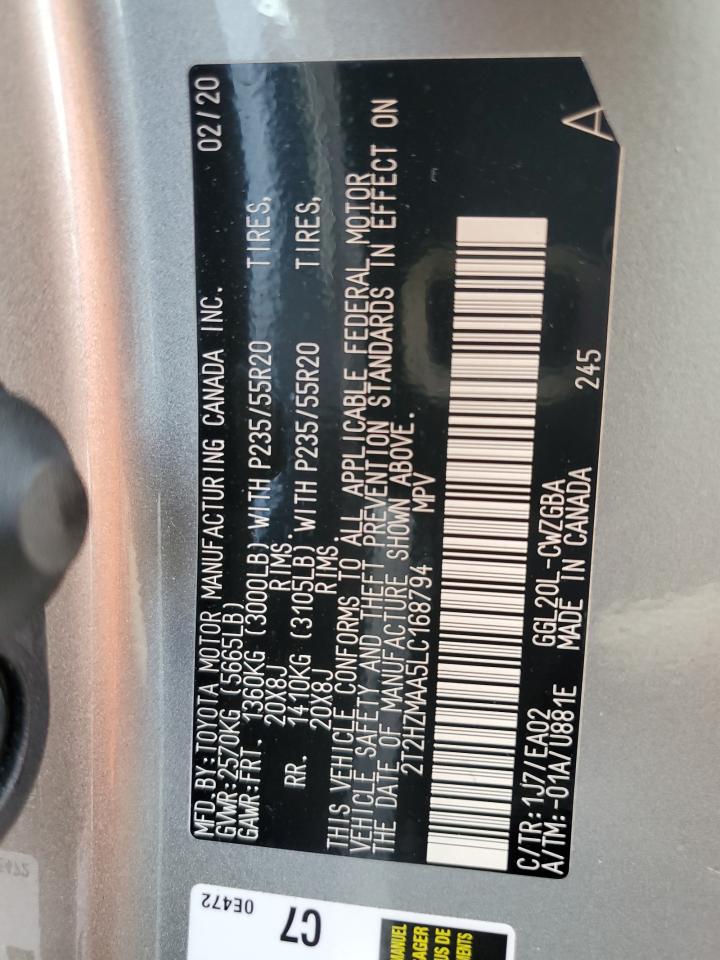 MFD. BY: TOYOTA MOTOR MANUFACTURING CANADA INC. 02/20
GVWR: 2570KG (5665LB)
GAWR: FRT. 1360KG (3000LB) WITH P235/55R20 TIRES,
20X8J RIMS.
RR. 1410KG (3105LB) WITH P235/55R20 TIRES,
20X8J RIMS.
THIS VEHICLE CONFORMS TO ALL APPLICABLE FEDERAL MOTOR
VEHICLE SAFETY AND THEFT PREVENTION STANDARDS IN EFFECT ON
THE DATE OF MANUFACTURE SHOWN ABOVE.
2T2HZMAA5LC168794 MPV
C/TR: 1J7/EA02 GGL20L-CWZGBA 245
A/TM: -01A/U881E MADE IN CANADA
A
0E472
C7
MANUEL